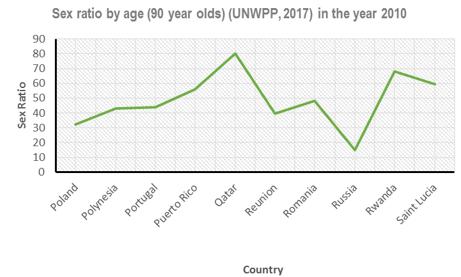 Sex ratio by age (90 year olds) (UNWPP, 2017) in the year 2010
90
80
70
60
50
40
30
20
10
0
Sex Ratio
Poland
Polynesia
Portugal
Puerto Rico
Qatar
Reunion
Romania
Russia
Rwanda
Saint Lucia
Country